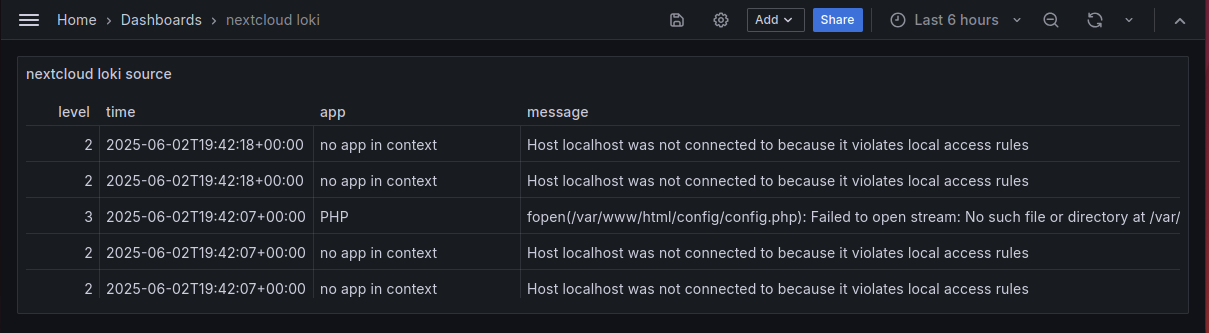 Home › Dashboards › nextcloud loki Add Share Last 6 hours
nextcloud loki source
level time app message
2 2025-06-02T19:42:18+00:00 no app in context Host localhost was not connected to because it violates local access rules
2 2025-06-02T19:42:18+00:00 no app in context Host localhost was not connected to because it violates local access rules
3 2025-06-02T19:42:07+00:00 PHP fopen(/var/www/html/config/config.php): Failed to open stream: No such file or directory at /var/
2 2025-06-02T19:42:07+00:00 no app in context Host localhost was not connected to because it violates local access rules
2 2025-06-02T19:42:07+00:00 no app in context Host localhost was not connected to because it violates local access rules